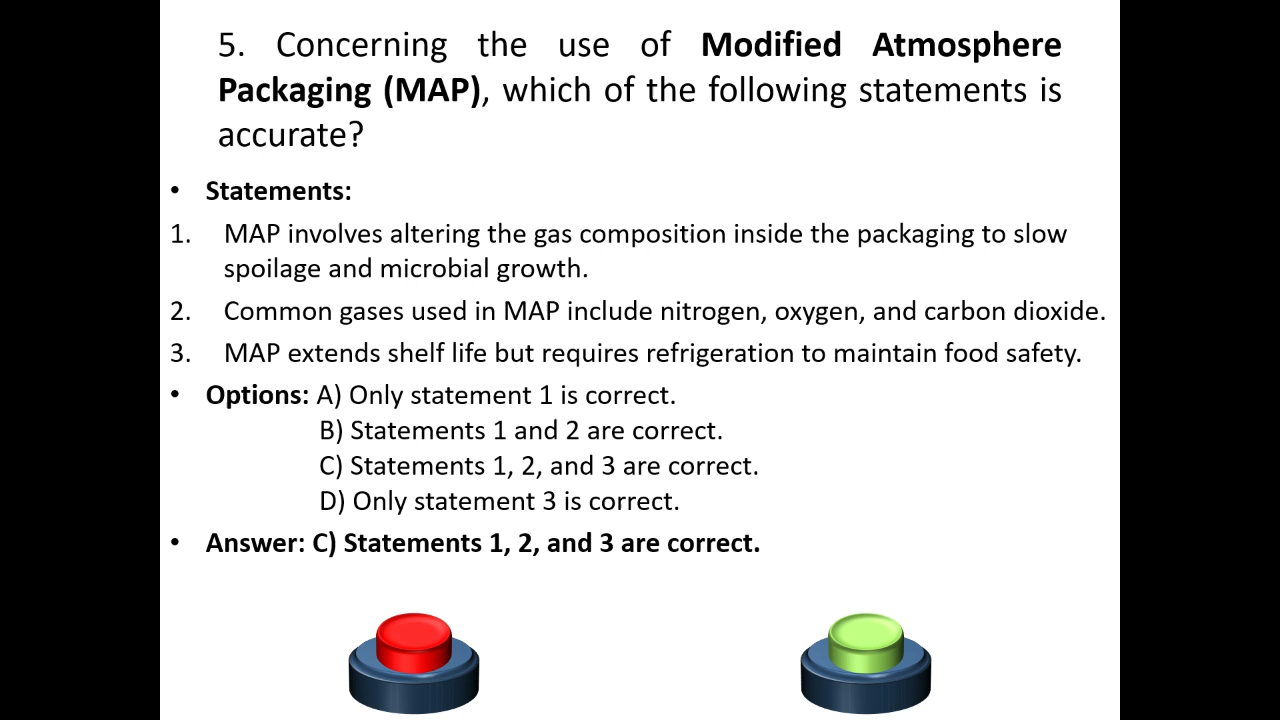 5. Concerning the use of Modified Atmosphere
Packaging (MAP), which of the following statements is
accurate?
• Statements:
1. MAP involves altering the gas composition inside the packaging to slow
spoilage and microbial growth.
2. Common gases used in MAP include nitrogen, oxygen, and carbon dioxide.
3. MAP extends shelf life but requires refrigeration to maintain food safety.
• Options: A) Only statement 1 is correct.
B) Statements 1 and 2 are correct.
C) Statements 1, 2, and 3 are correct.
D) Only statement 3 is correct.
• Answer: C) Statements 1, 2, and 3 are correct.